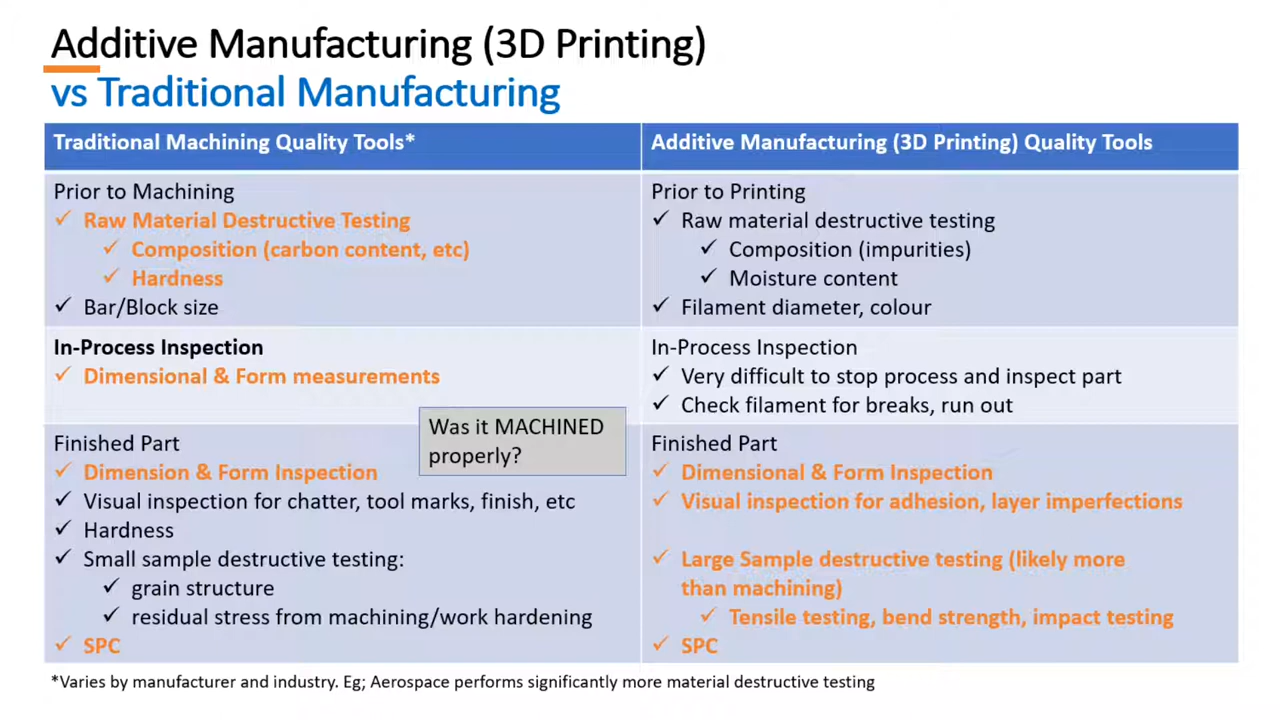 Additive Manufacturing (3D Printing)
vs Traditional Manufacturing
Traditional Machining Quality Tools*
Prior to Machining
✓ Raw Material Destructive Testing
✓ Composition (carbon content, etc)
✓ Hardness
✓ Bar/Block size
In-Process Inspection
✓ Dimensional & Form measurements
Was it MACHINED
properly?
Finished Part
✓ Dimension & Form Inspection
✓ Visual inspection for chatter, tool marks, finish, etc
✓ Hardness
✓ Small sample destructive testing:
✓ grain structure
✓ residual stress from machining/work hardening
✓ SPC
Additive Manufacturing (3D Printing) Quality Tools
Prior to Printing
✓ Raw material destructive testing
✓ Composition (impurities)
✓ Moisture content
✓ Filament diameter, colour
In-Process Inspection
✓ Very difficult to stop process and inspect part
✓ Check filament for breaks, run out
Finished Part
✓ Dimensional & Form Inspection
✓ Visual inspection for adhesion, layer imperfections
✓ Large Sample destructive testing (likely more
than machining)
✓ Tensile testing, bend strength, impact testing
✓ SPC
*Varies by manufacturer and industry. Eg; Aerospace performs significantly more material destructive testing